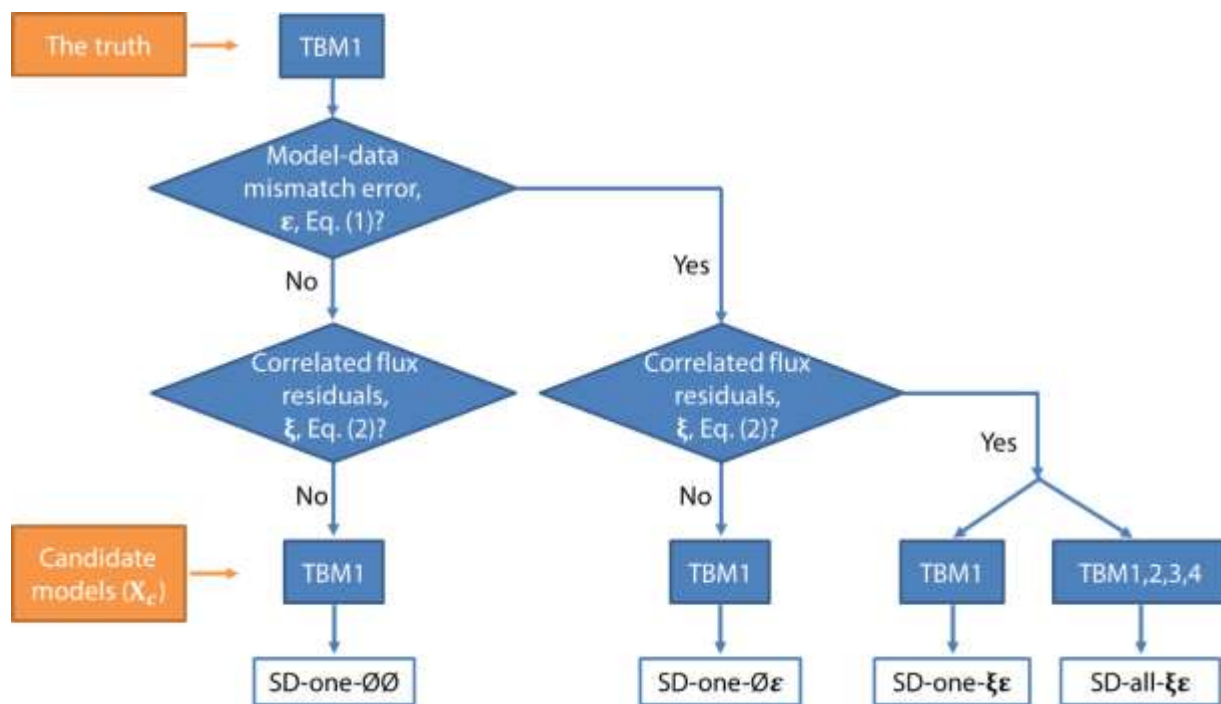 The truth
TBM1
Model-data
mismatch error,
ε, Eq. (1)?
No
Yes
Correlated flux
residuals,
ξ, Eq. (2)?
Correlated flux
residuals,
ξ, Eq. (2)?
No
No
Yes
Candidate
models (X_c)
TBM1
TBM1
TBM1
TBM1,2,3,4
SD-one-ØØ
SD-one-Øε
SD-one-ξε
SD-all-ξε